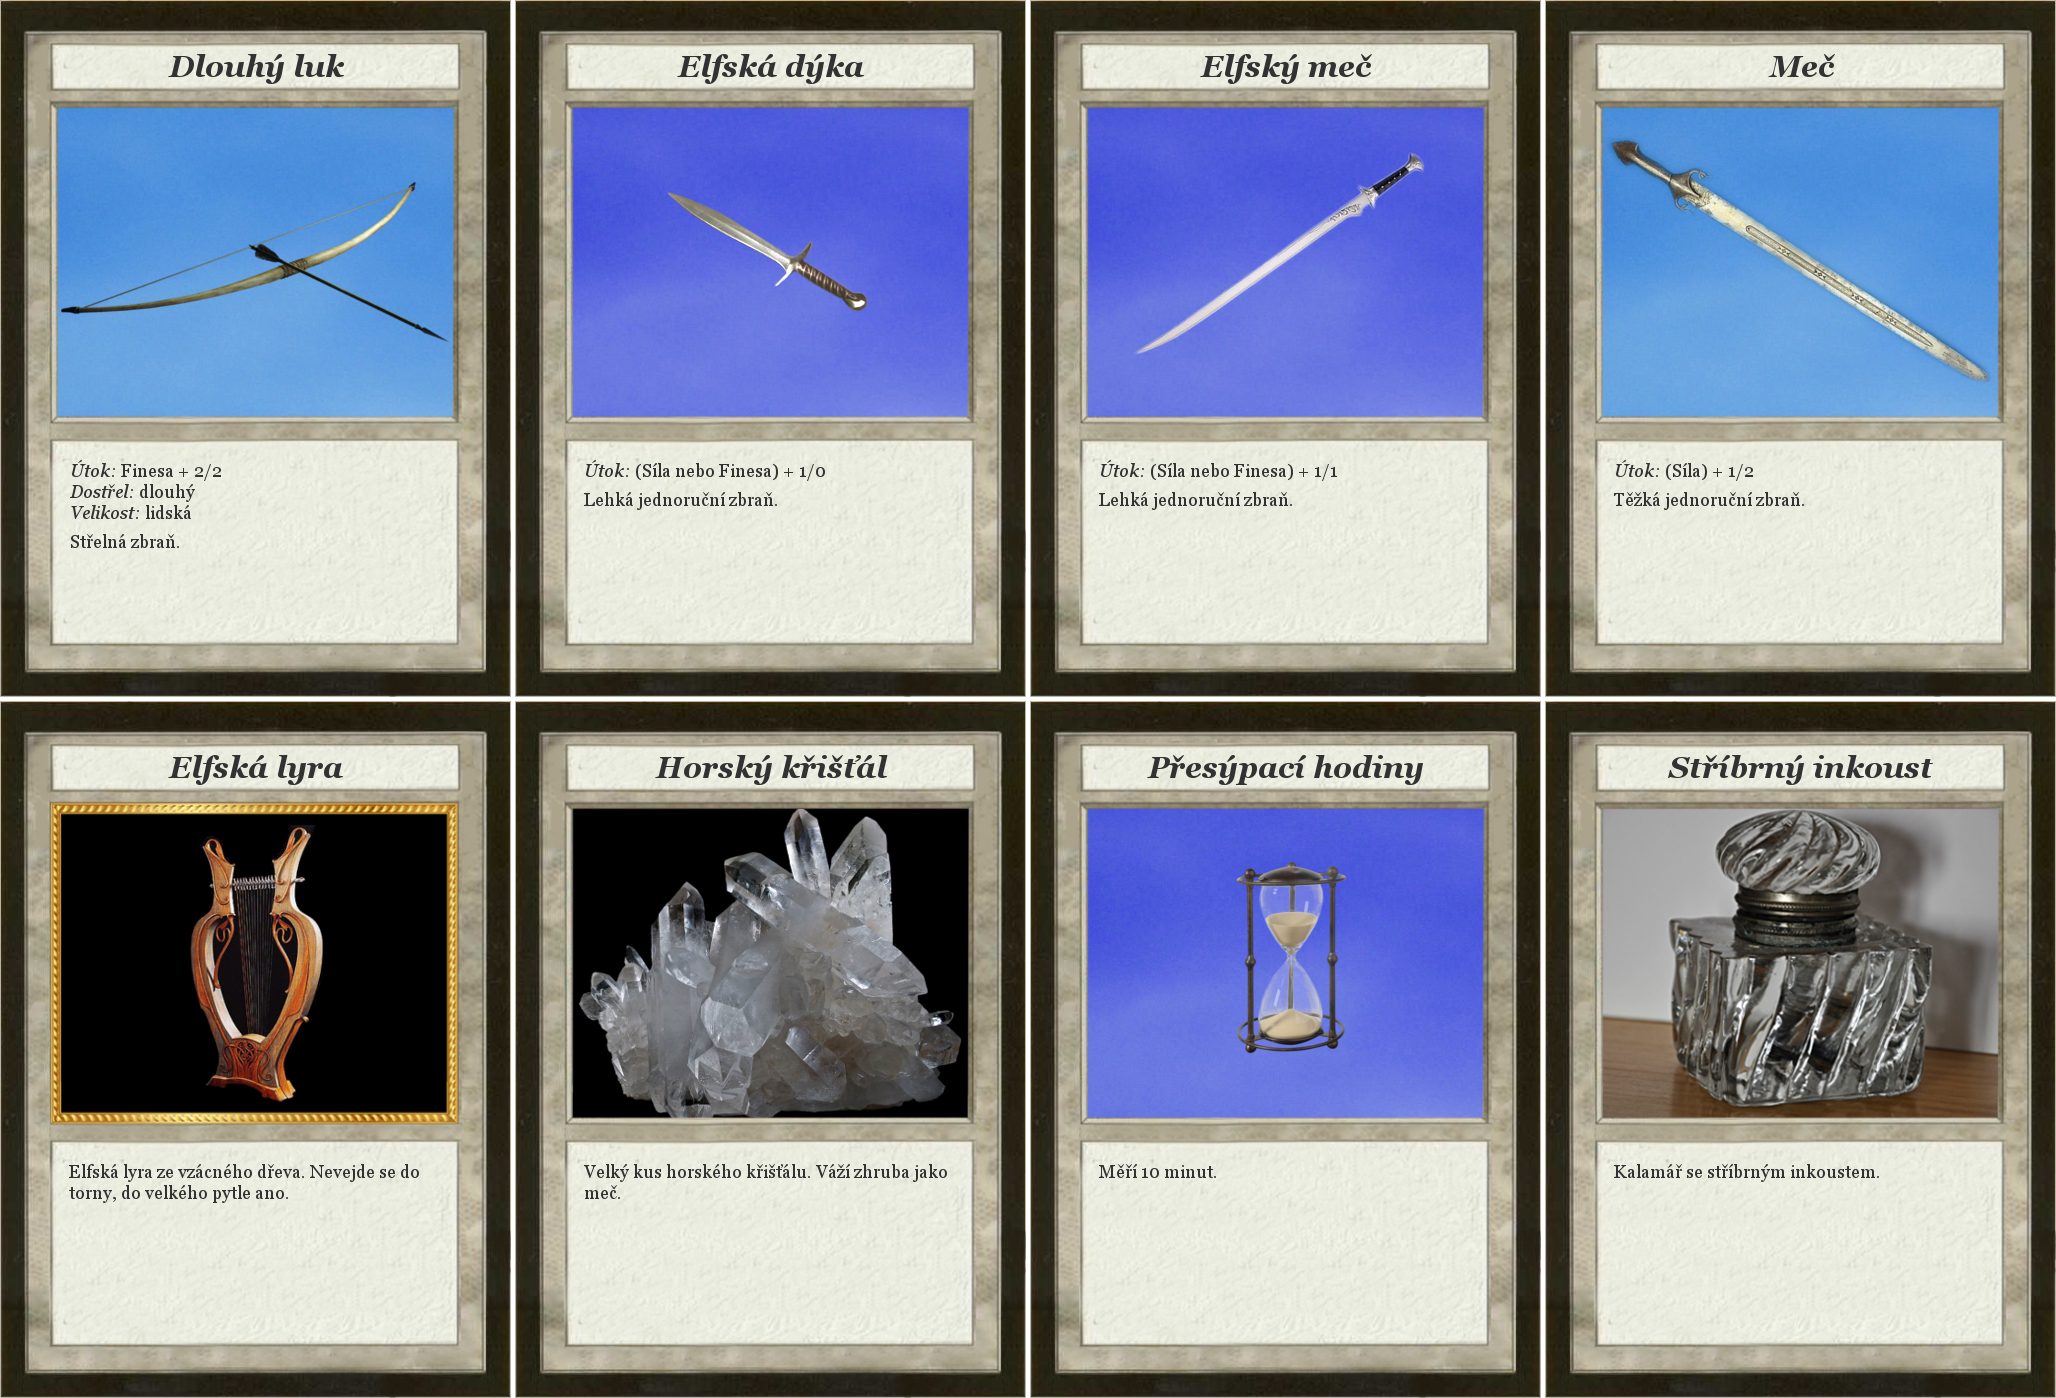 Dlouhý luk
Útok: Finesa + 2/2
Dostřel: dlouhý
Velikost: lidská
Střelná zbraň.
Elfská dýka
Útok: (Síla nebo Finesa) + 1/0
Lehká jednoruční zbraň.
Elfský meč
Útok: (Síla nebo Finesa) + 1/1
Lehká jednoruční zbraň.
Meč
Útok: (Síla) + 1/2
Těžká jednoruční zbraň.
Elfská lyra
Elfská lyra ze vzácného dřeva. Nevejde se do
torny, do velkého pytle ano.
Horský křišťál
Velký kus horského křišťálu. Váží zhruba jako
meč.
Přesýpací hodiny
Měří 10 minut.
Stříbrný inkoust
Kalamář se stříbrným inkoustem.